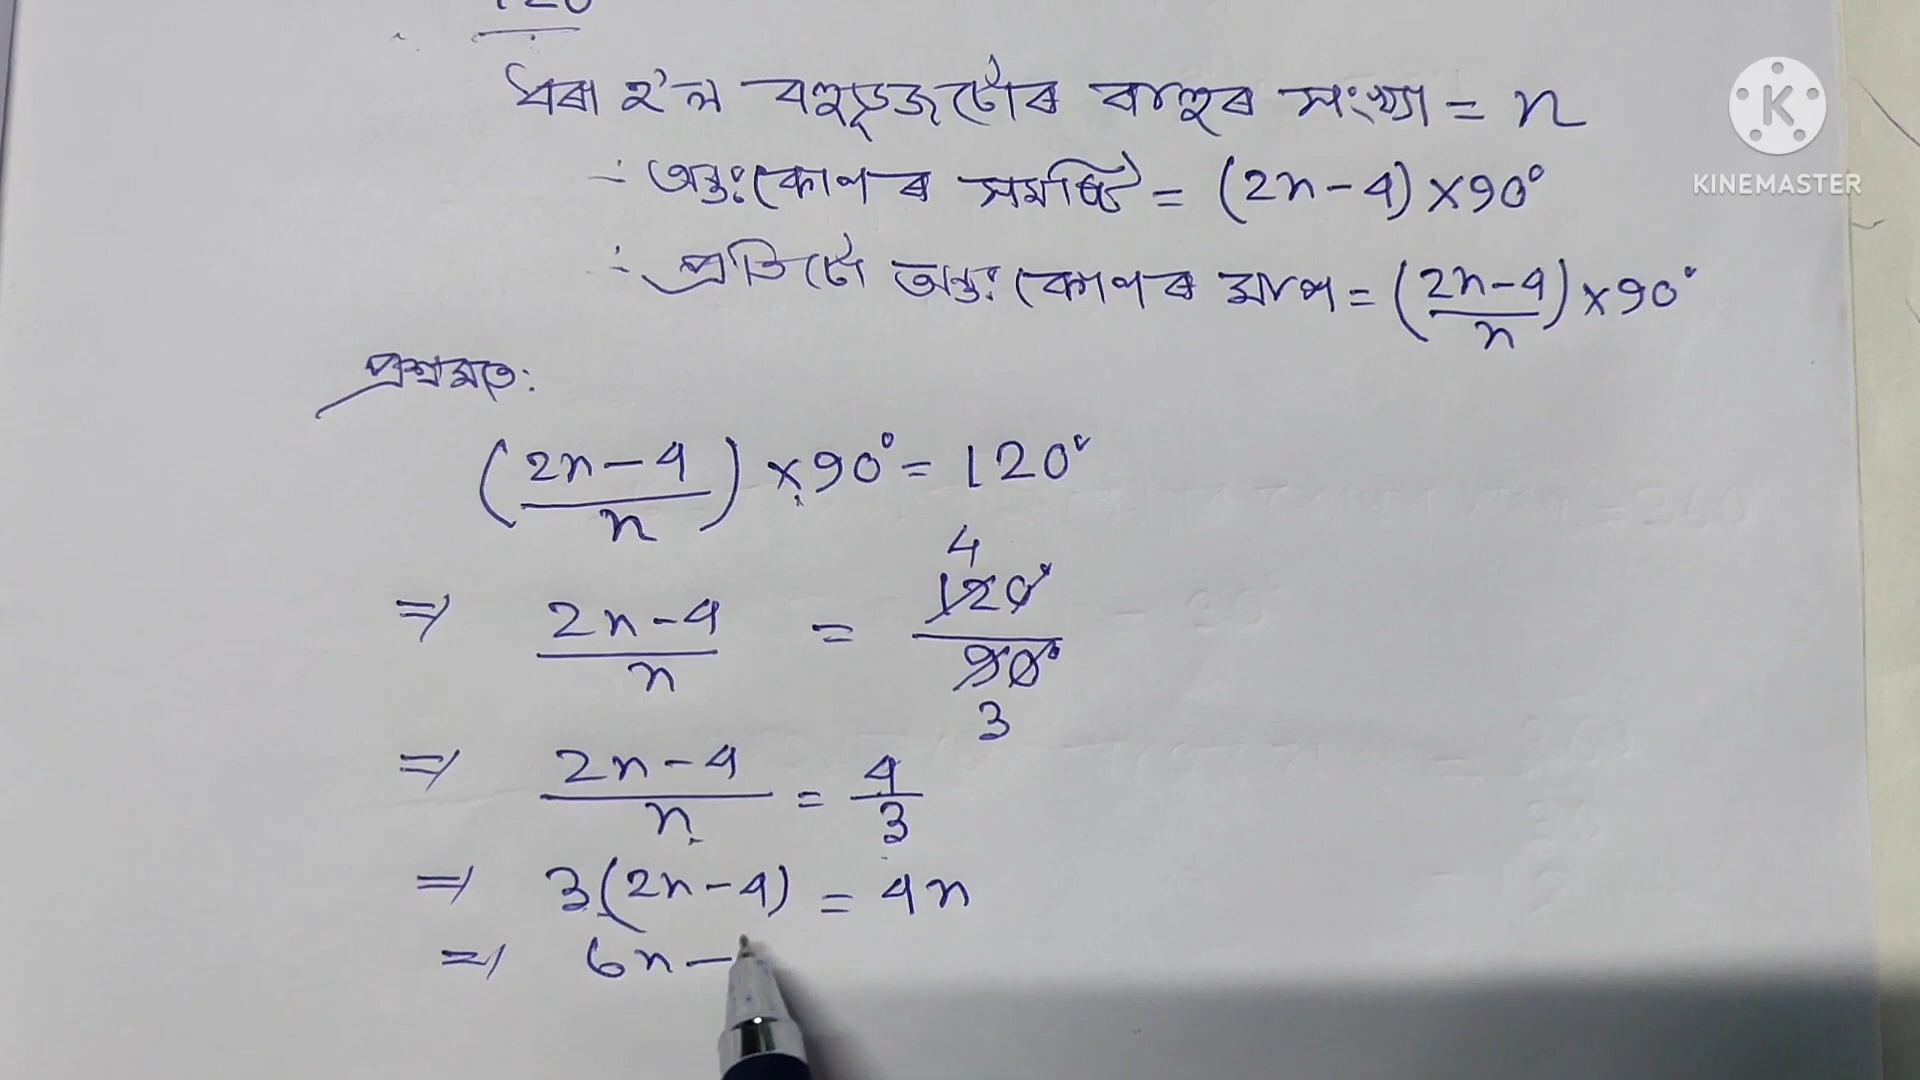 120
ধৰা হ'ল বহুভূজটোৰ বাহুৰ সংখ্যা = n
∴ অন্তঃকোণৰ সমষ্টি = (2n-4)×90°
∴ প্ৰতিটো অন্তঃকোণৰ মাপ = (2n-4/n)×90°
প্ৰশ্নমতে:
(2n-4/n)×90° = 120°
4
⇒ 2n-4/n = 120°/90°
3
⇒ 2n-4/n = 4/3
⇒ 3(2n-4) = 4n
⇒ 6n-
K
KINEMASTER